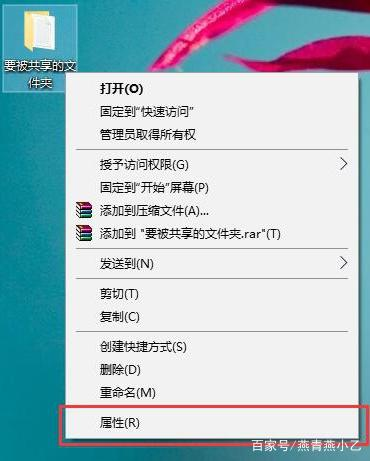 要被共享的文
件夹
打开(O)
固定到“快速访问”
管理员取得所有权
授予访问权限(G)
固定到“开始”屏幕(P)
添加到压缩文件(A)...
添加到 "要被共享的文件夹.rar"(T)
发送到(N)
剪切(T)
复制(C)
创建快捷方式(S)
删除(D)
重命名(M)
属性(R)
百家号/燕青燕小乙